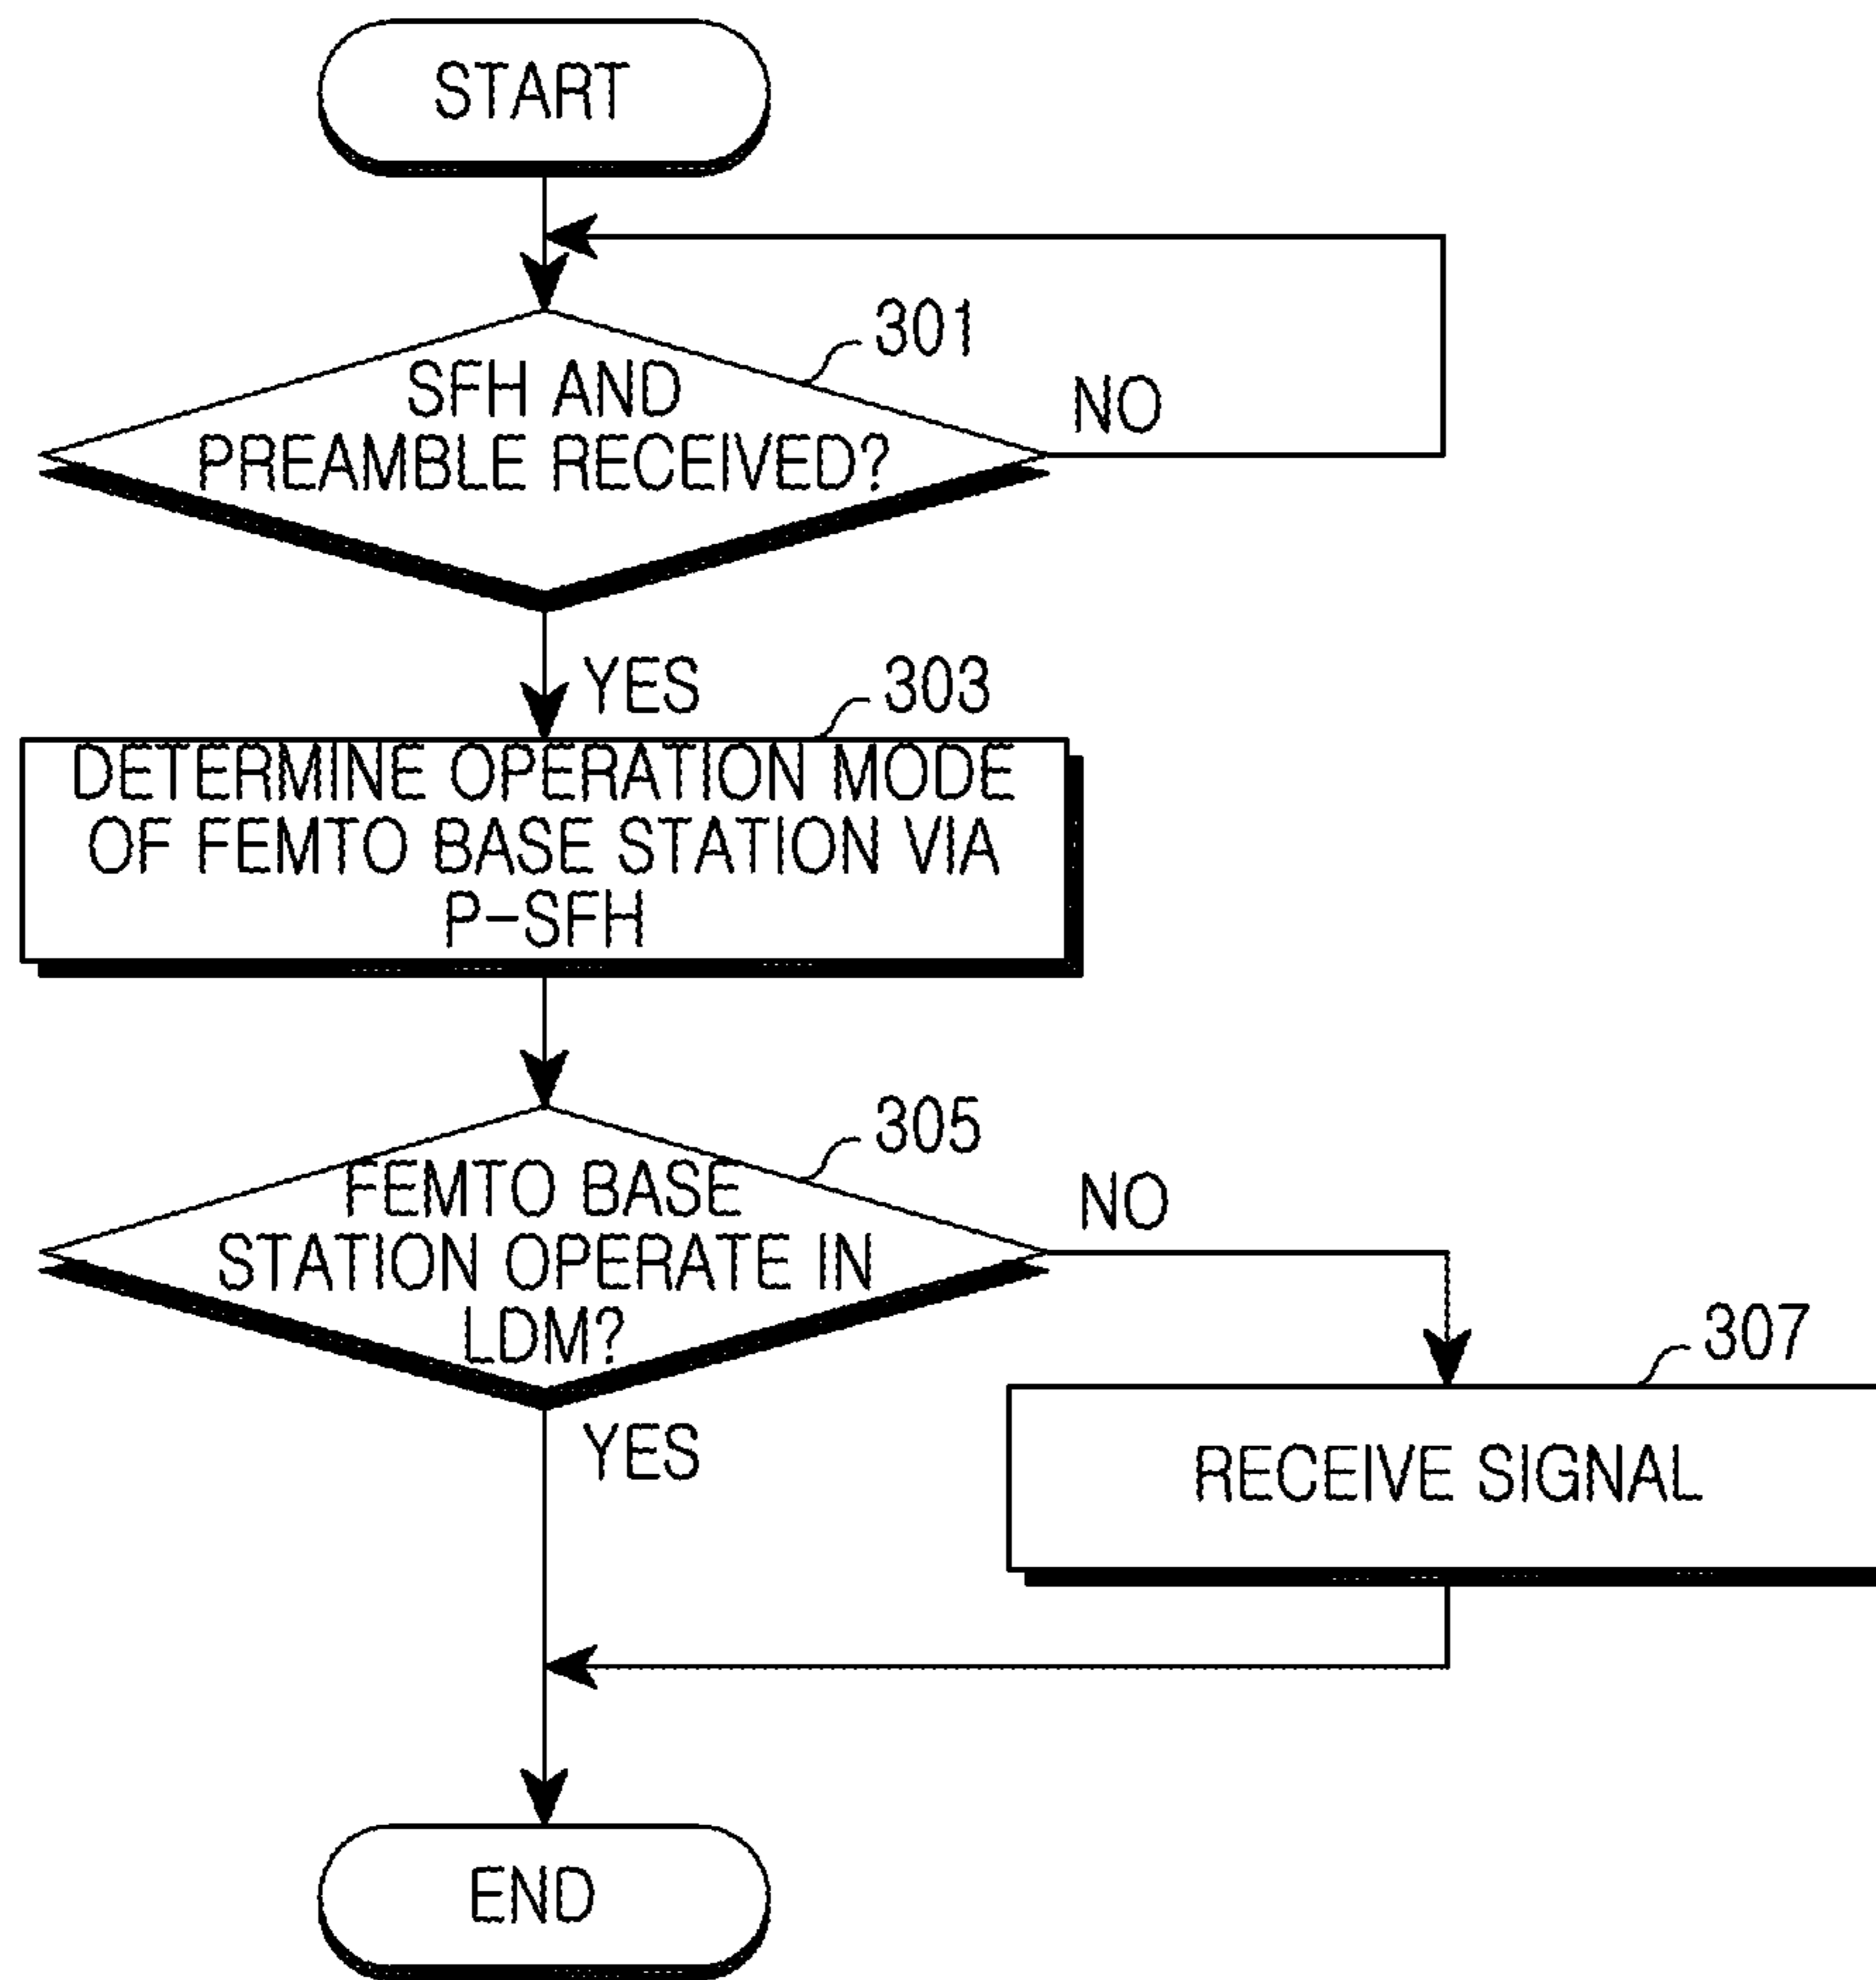 START
301
SFH AND
PREAMBLE RECEIVED?
NO
YES
303
DETERMINE OPERATION MODE
OF FEMTO BASE STATION VIA
P-SFH
305
FEMTO BASE
STATION OPERATE IN
LDM?
NO
YES
307
RECEIVE SIGNAL
END